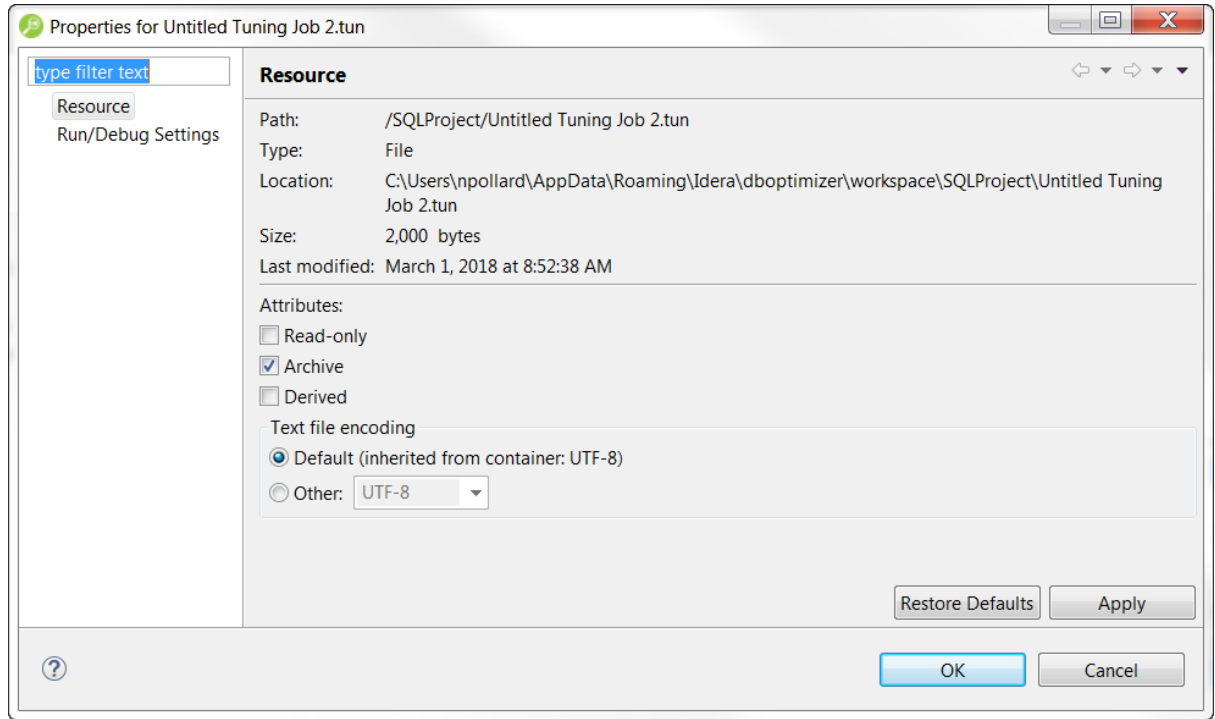 Properties for Untitled Tuning Job 2.tun
type filter text
Resource
Run/Debug Settings
Resource
Path: /SQLProject/Untitled Tuning Job 2.tun
Type: File
Location: C:\Users\npollard\AppData\Roaming\Idera\dboptimizer\workspace\SQLProject\Untitled Tuning
Job 2.tun
Size: 2,000 bytes
Last modified: March 1, 2018 at 8:52:38 AM
Attributes:
Read-only
Archive
Derived
Text file encoding
Default (inherited from container: UTF-8)
Other: UTF-8
Restore Defaults Apply
? OK Cancel